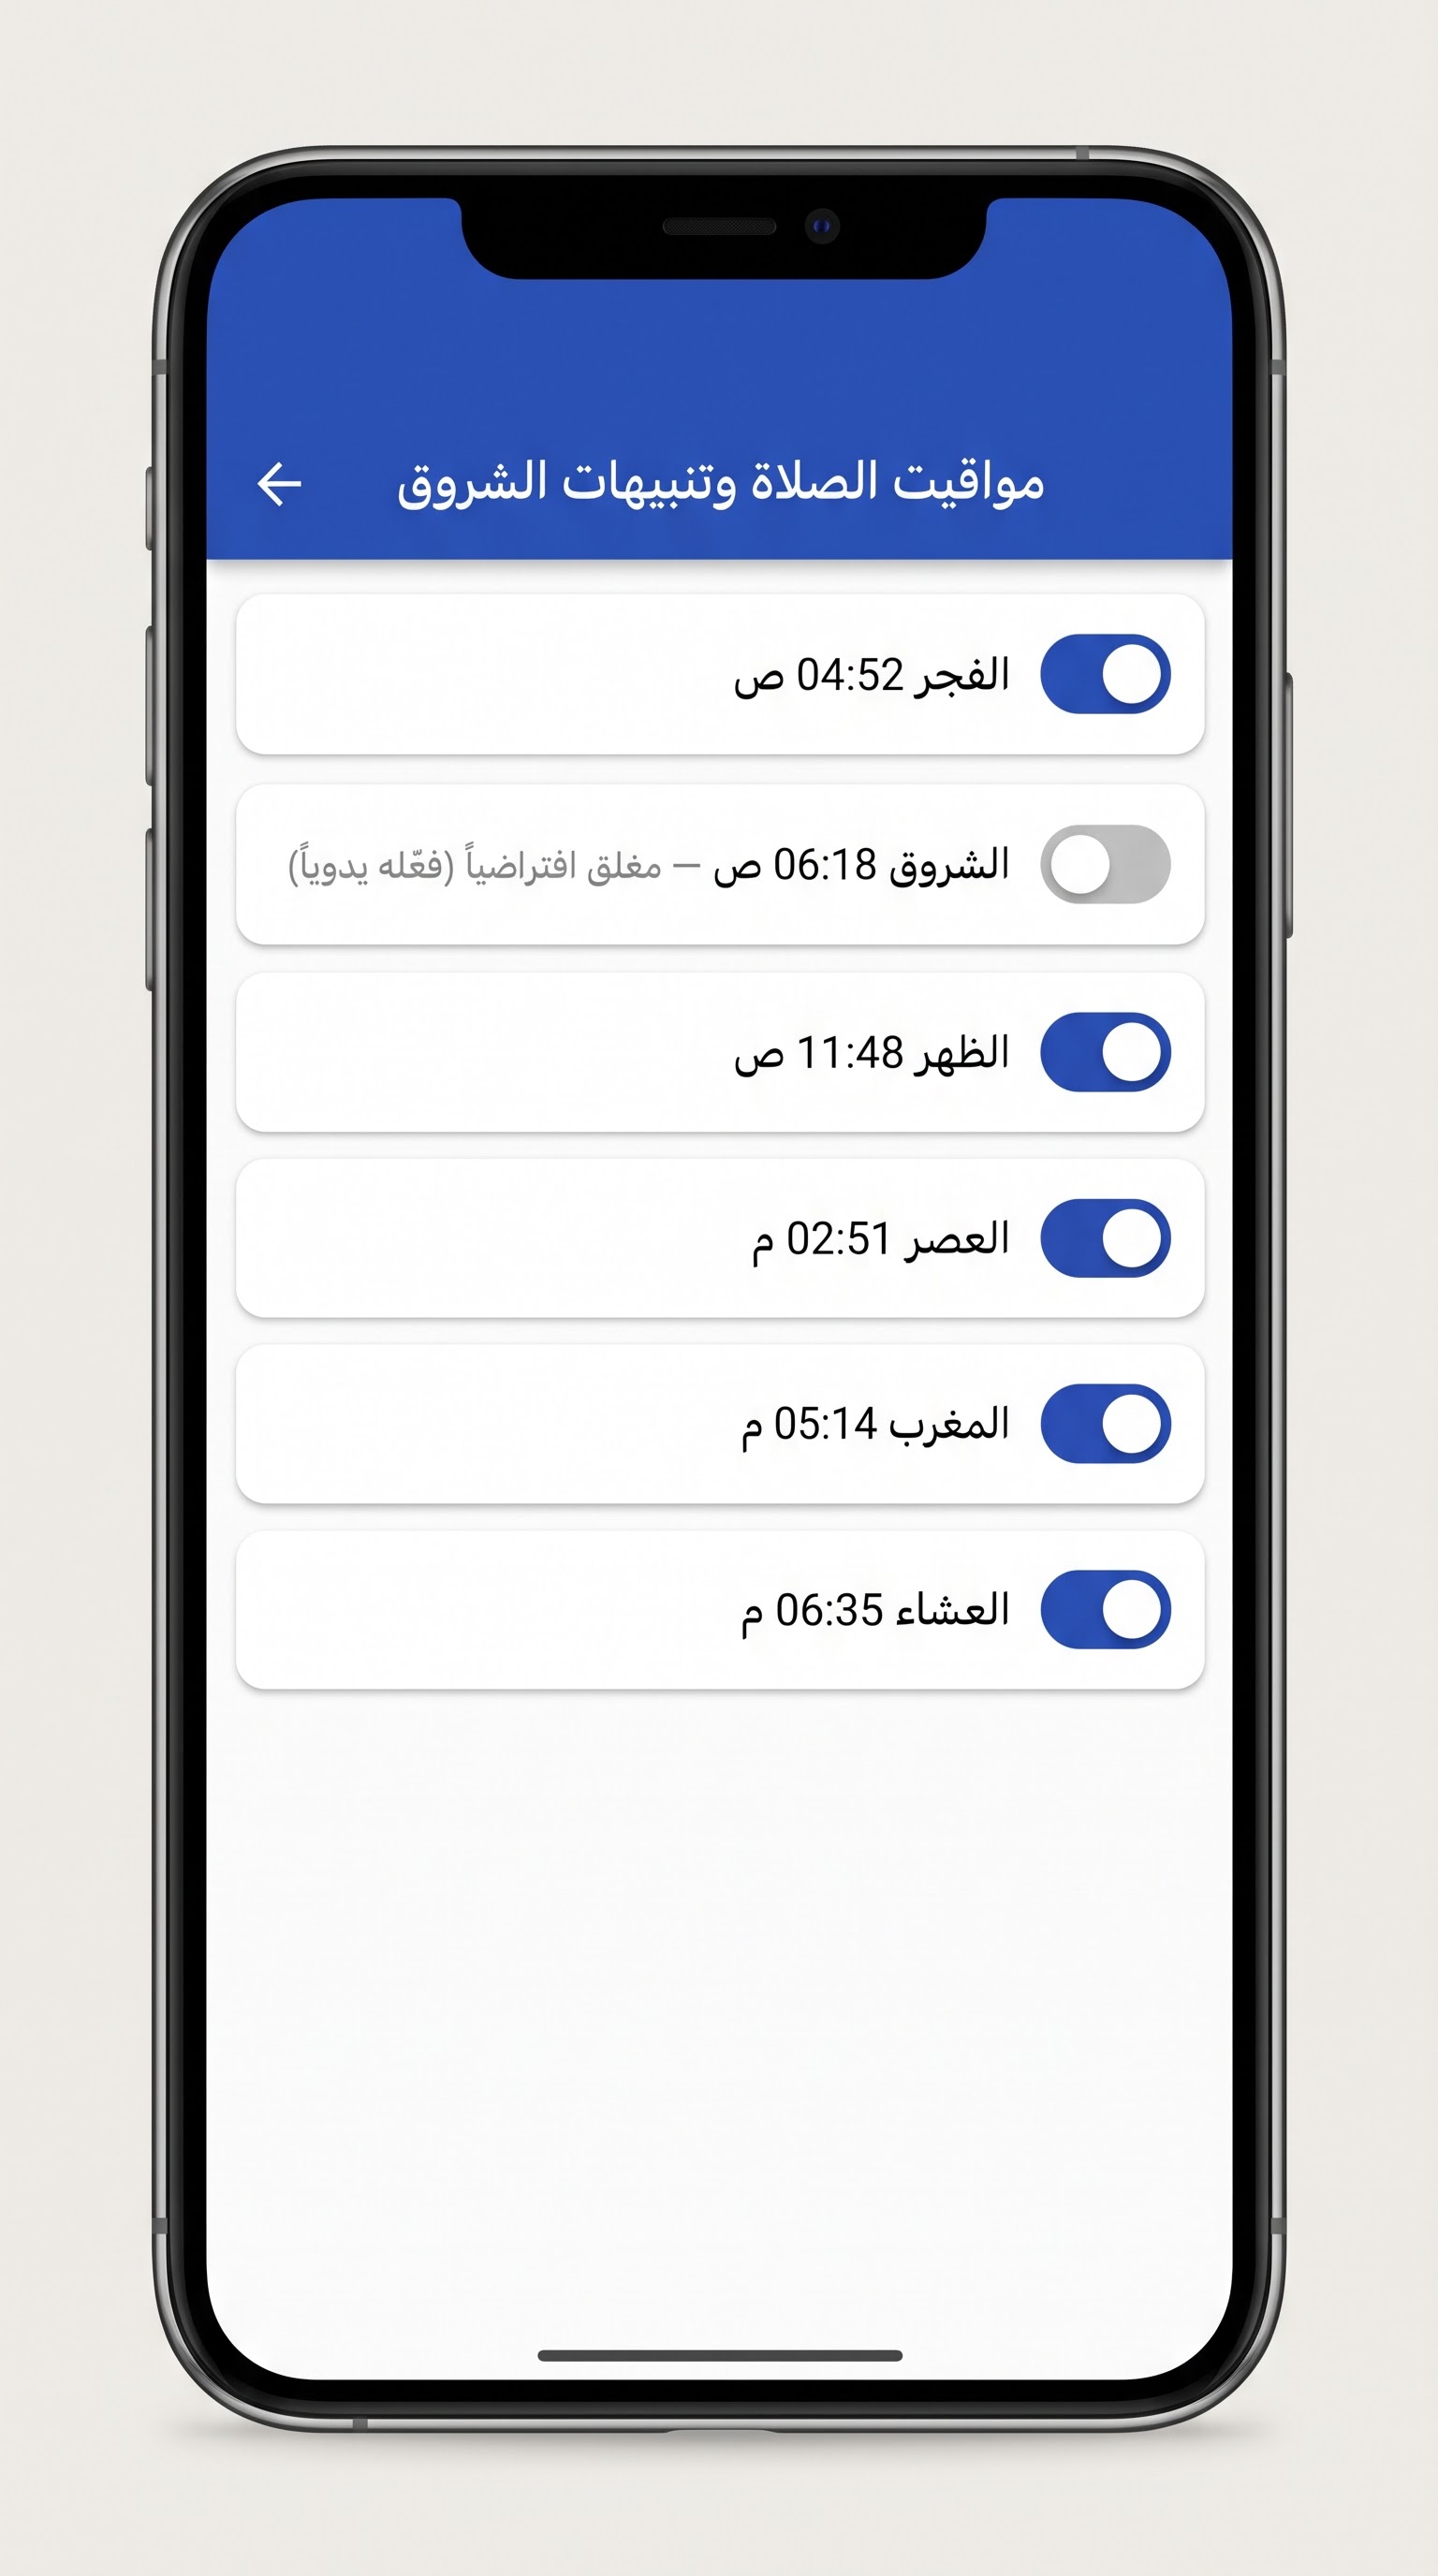 مواقيت الصلاة وتنبيهات الشروق
الفجر 04:52 ص
الشروق 06:18 ص — مغلق افتراضياً (فعّله يدوياً)
الظهر 11:48 ص
العصر 02:51 م
المغرب 05:14 م
العشاء 06:35 م